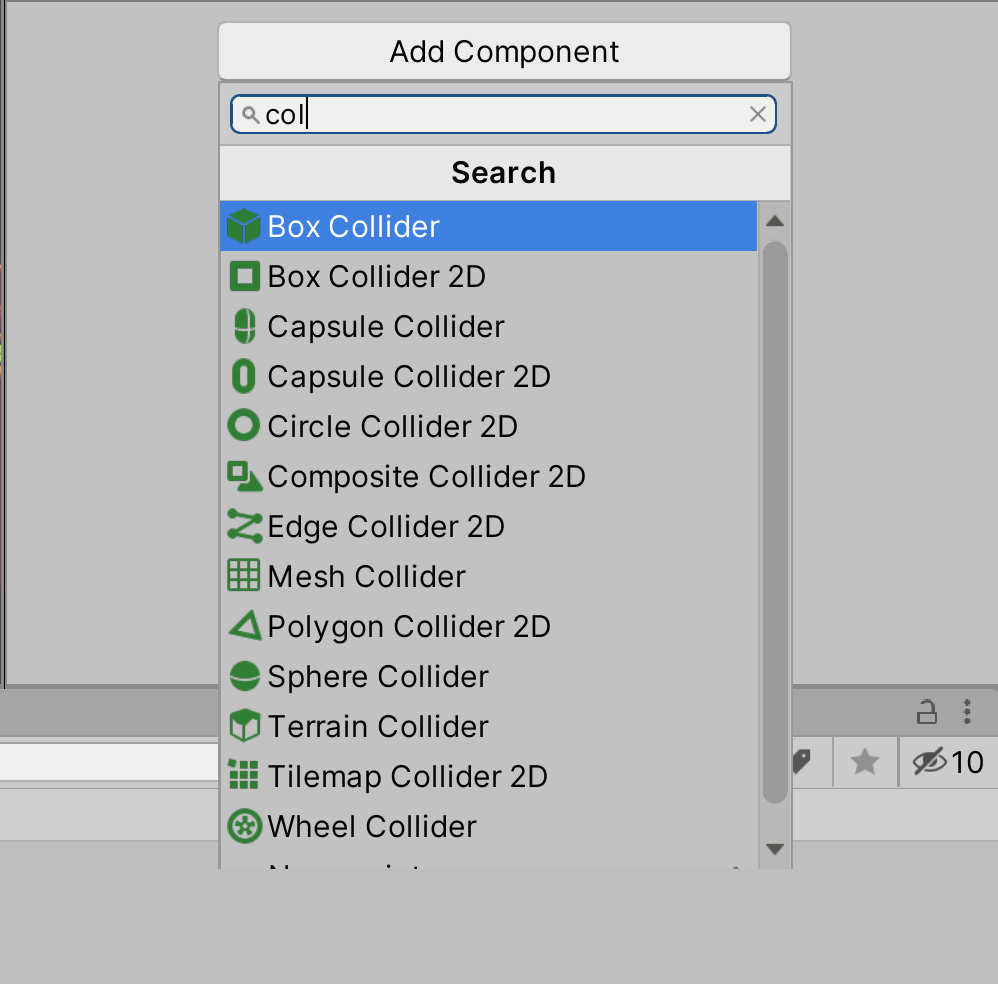 Add Component
col
Search
Box Collider
Box Collider 2D
Capsule Collider
Capsule Collider 2D
Circle Collider 2D
Composite Collider 2D
Edge Collider 2D
Mesh Collider
Polygon Collider 2D
Sphere Collider
Terrain Collider
10
Tilemap Collider 2D
Wheel Collider